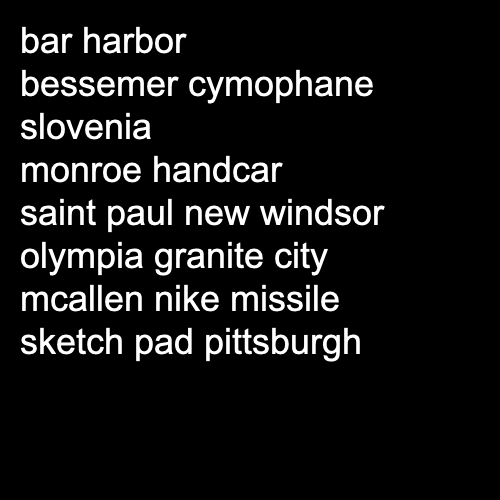 bar harbor
bessemer cymophane
slovenia
monroe handcar
saint paul new windsor
olympia granite city
mcallen nike missile
sketch pad pittsburgh